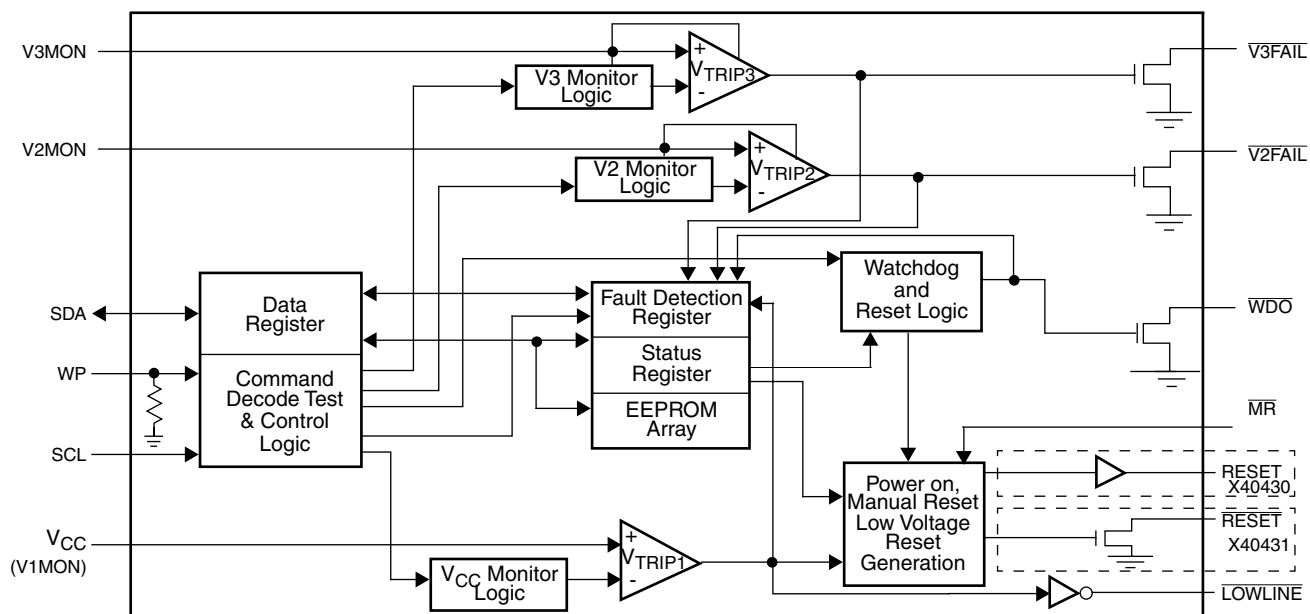 V3MON
V3 Monitor
Logic
+
VTRIP3
-
V3FAIL
V2MON
V2 Monitor
Logic
+
VTRIP2
-
V2FAIL
SDA
WP
SCL
Data
Register
Command
Decode Test
& Control
Logic
Fault Detection
Register
Status
Register
EEPROM
Array
Watchdog
and
Reset Logic
WDO
MR
Power on,
Manual Reset
Low Voltage
Reset
Generation
RESET
X40430
RESET
X40431
LOWLINE
VCC
(V1MON)
VCC Monitor
Logic
+
VTRIP1
-